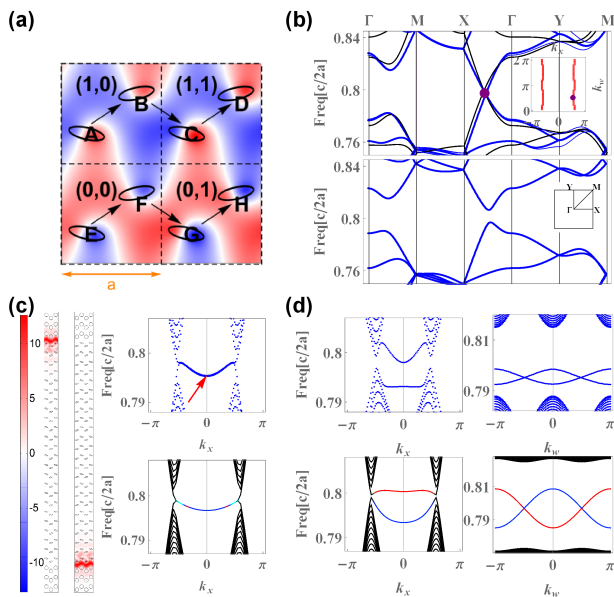 (a)
(1,0)
(1,1)
A
B
C
D
(0,0)
(0,1)
E
F
G
H
a
(b)
Γ
M
X
Γ
Y
M
Freq[c/2a]
0.84
0.8
0.76
k_x
2π
π
0
k_w
−π
0
π
Freq[c/2a]
0.8
0.76
Y
M
Γ
X
(c)
10
5
0
-5
-10
Freq[c/2a]
0.8
0.79
−π
0
π
k_x
Freq[c/2a]
0.8
0.79
−π
0
π
k_x
(d)
Freq[c/2a]
0.8
0.79
−π
0
π
k_x
0.81
0.79
−π
0
π
k_w
Freq[c/2a]
0.8
0.79
−π
0
π
k_x
0.81
0.79
−π
0
π
k_w